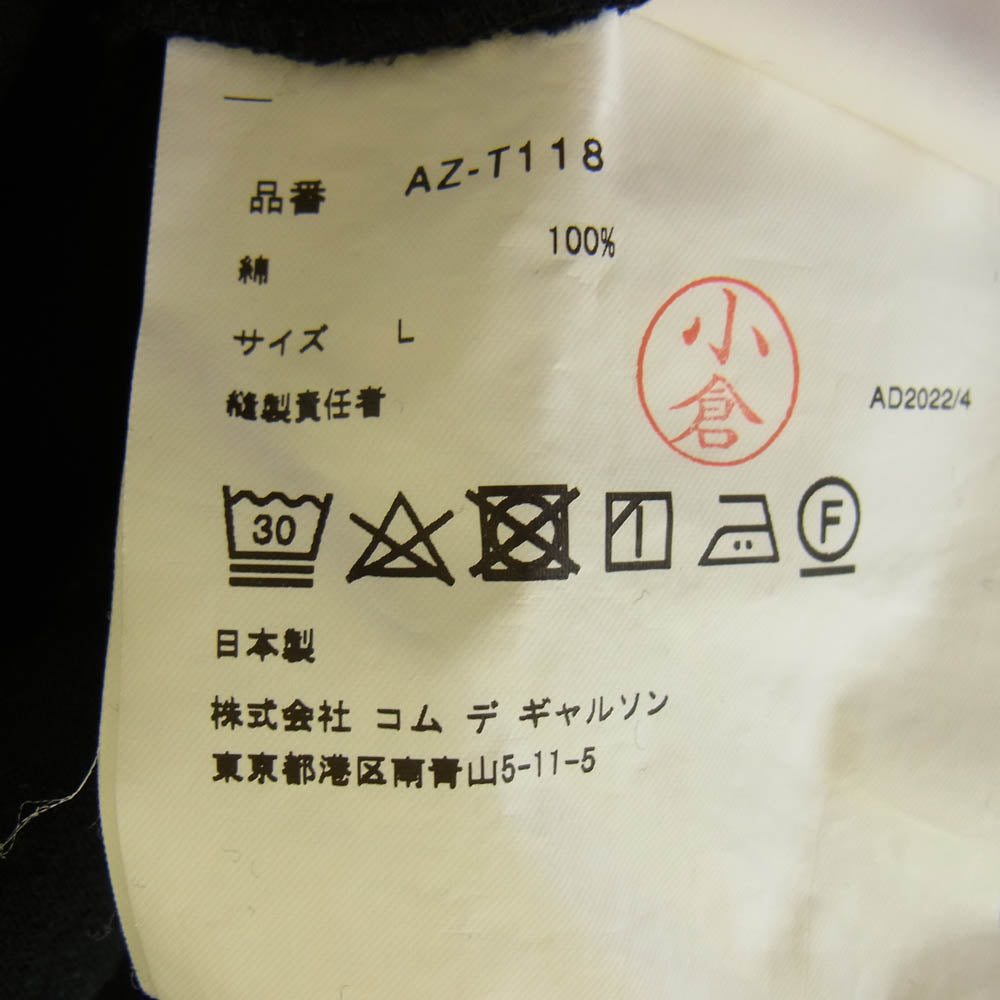 品番 AZ-T118
綿 100%
サイズ L
縫製責任者 小倉
AD2022/4
30
F
日本製
株式会社 コム デ ギャルソン
東京都港区南青山5-11-5